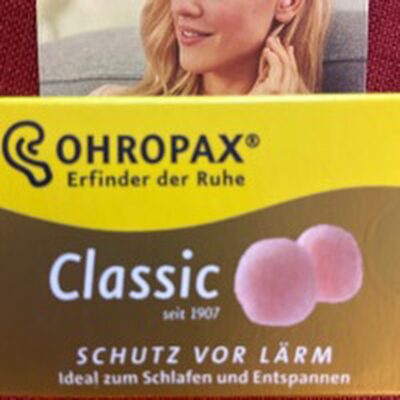 OHROPAX®
Erfinder der Ruhe
Classic
seit 1907
SCHUTZ VOR LÄRM
Ideal zum Schlafen und Entspannen